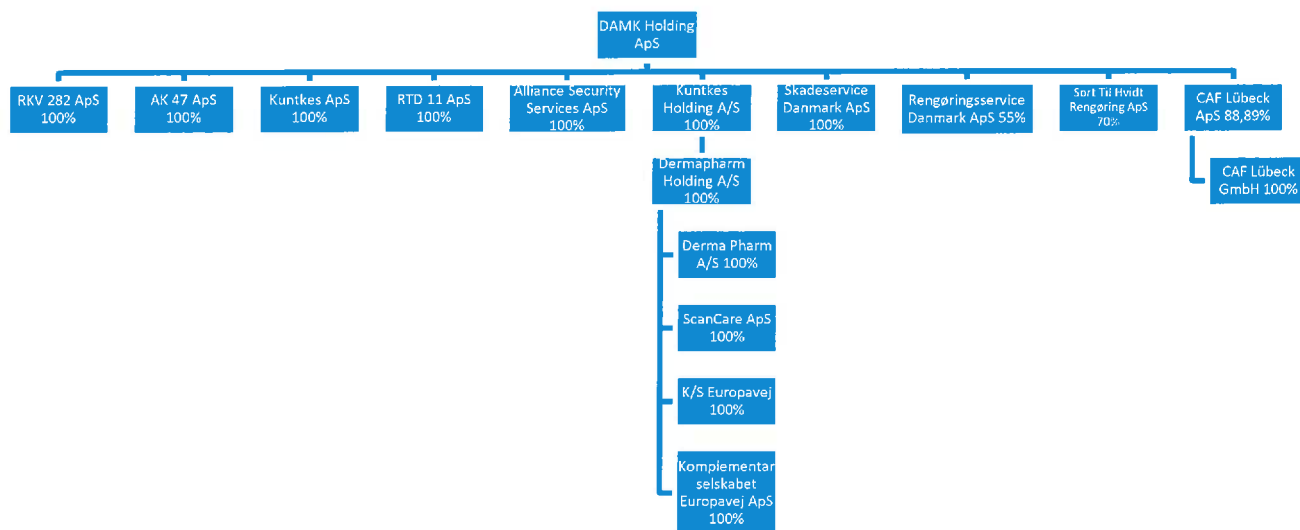 DAMK Holding
ApS
RKV 282 ApS
100%
AK 47 ApS
100%
Kuntkes ApS
100%
RTD 11 ApS
100%
Alliance Security
Services ApS
100%
Kuntkes
Holding A/S
100%
Skadeservice
Danmark ApS
100%
Rengøringsservice
Danmark ApS 55%
Sort Til Hvidt
Rengøring ApS
70%
CAF Lübeck
ApS 88,89%
Dermapharm
Holding A/S
100%
CAF Lübeck
GmbH 100%
Derma Pharm
A/S 100%
ScanCare ApS
100%
K/S Europavej
100%
Komplementar
selskabet
Europavej ApS
100%